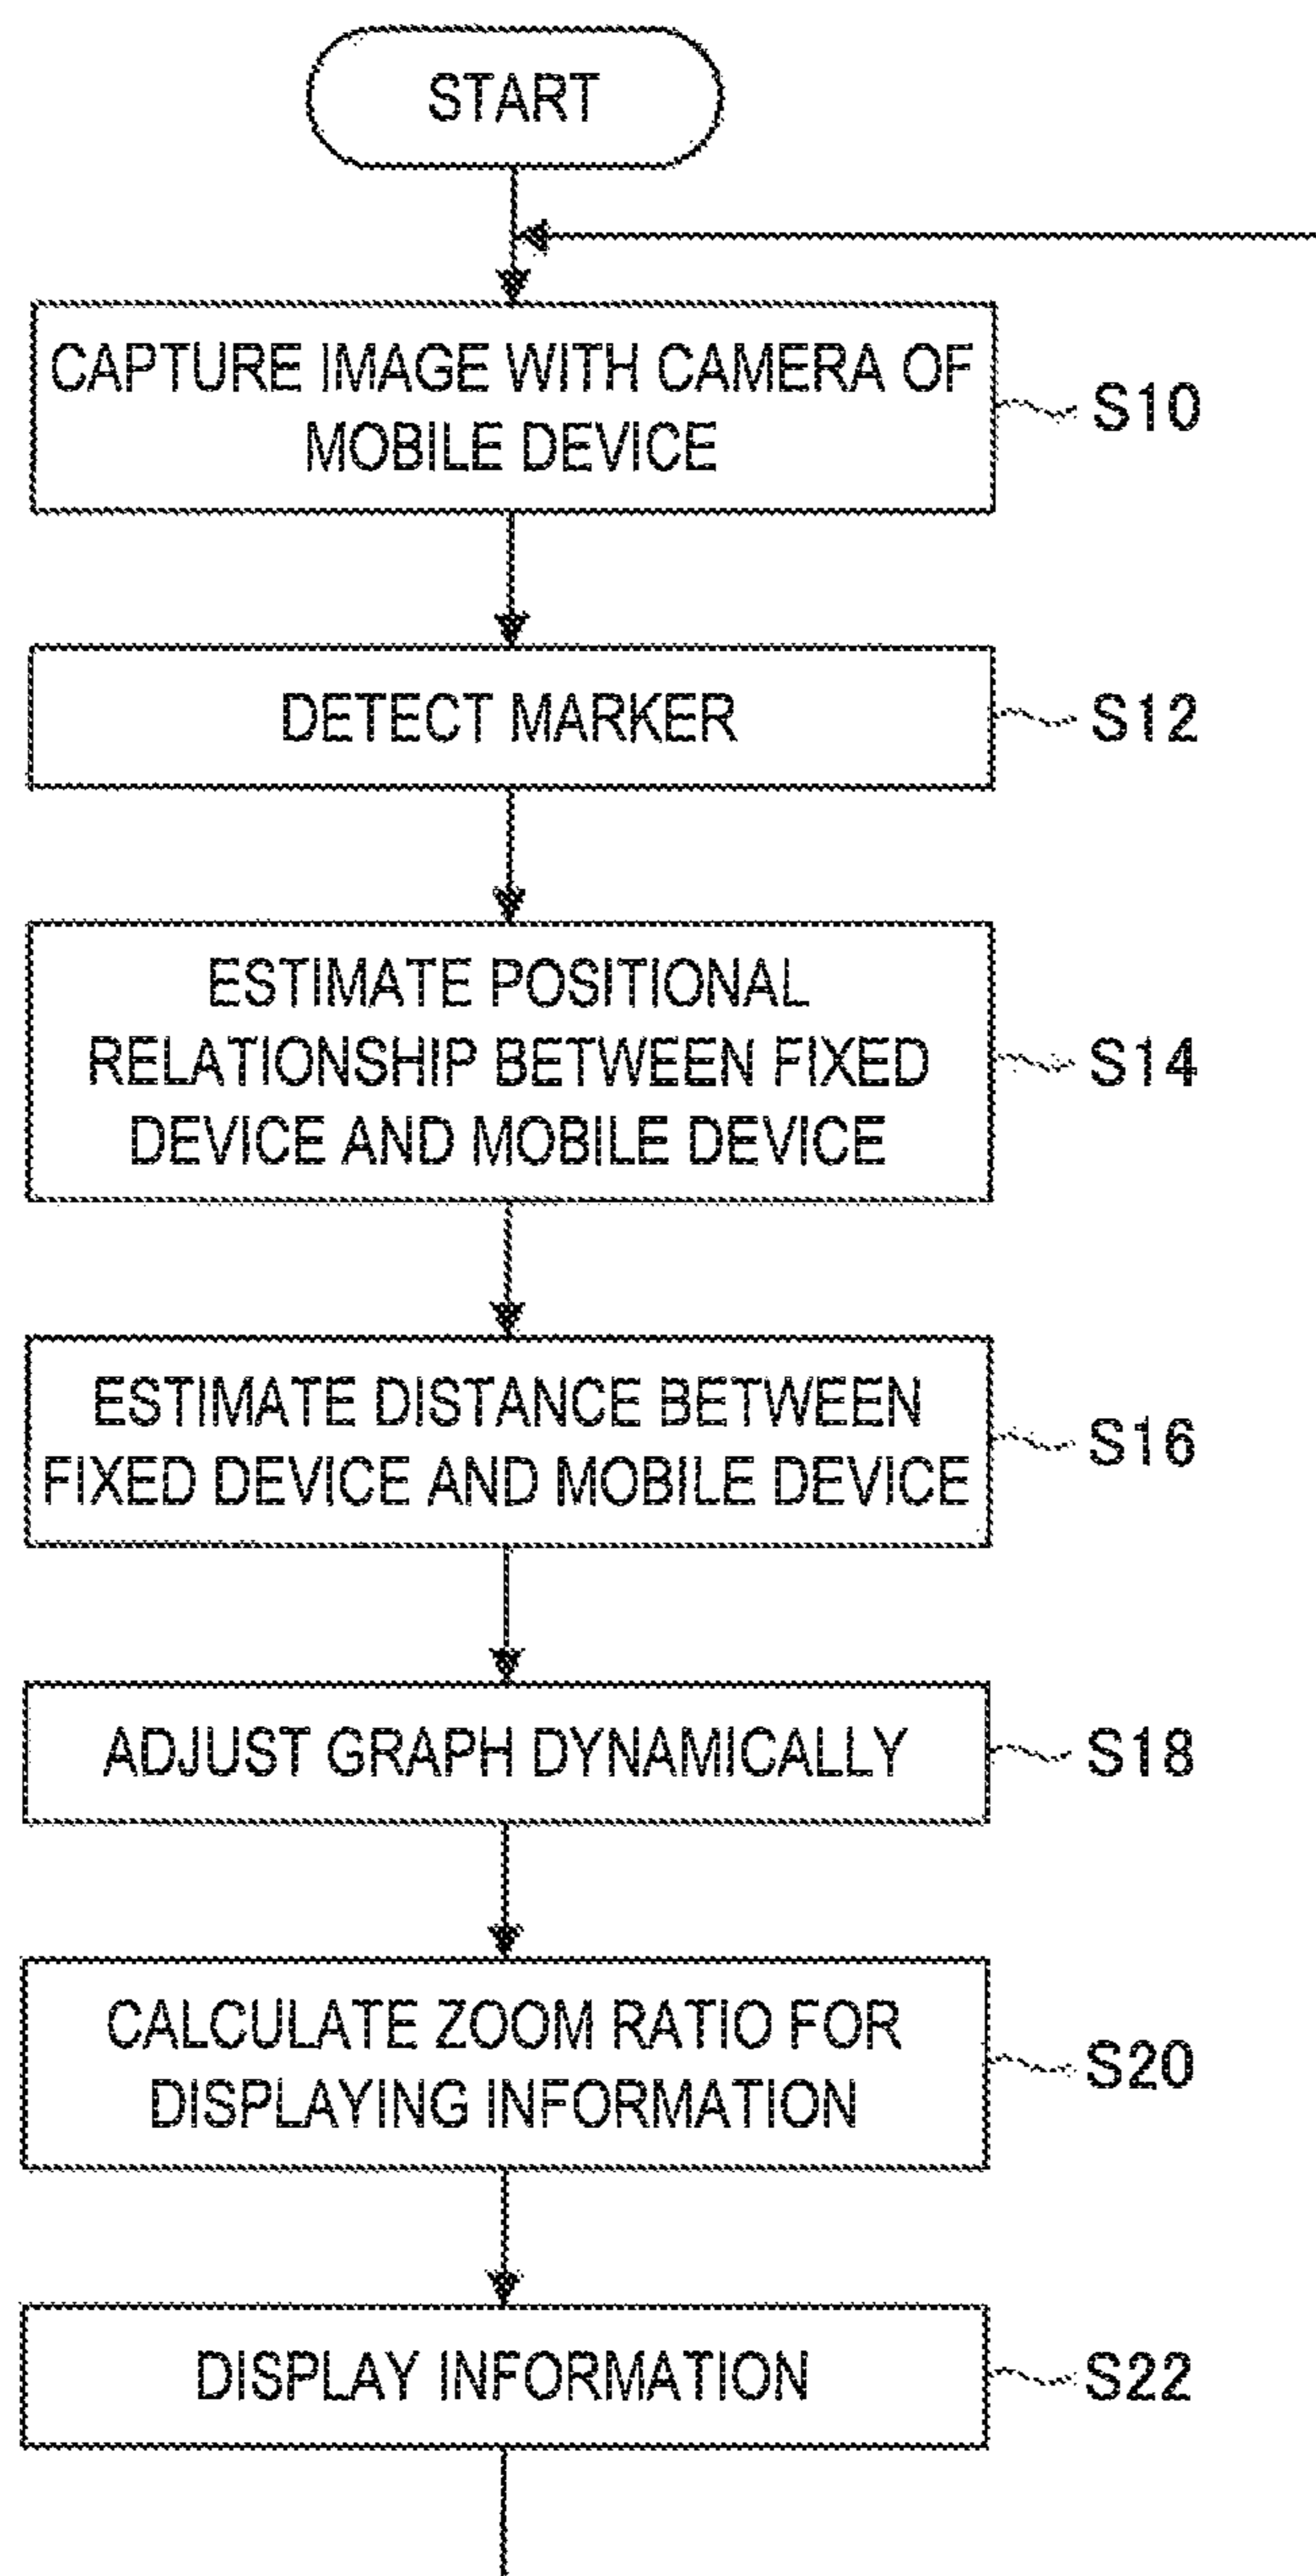 START
CAPTURE IMAGE WITH CAMERA OF
MOBILE DEVICE
S10
DETECT MARKER
S12
ESTIMATE POSITIONAL
RELATIONSHIP BETWEEN FIXED
DEVICE AND MOBILE DEVICE
S14
ESTIMATE DISTANCE BETWEEN
FIXED DEVICE AND MOBILE DEVICE
S16
ADJUST GRAPH DYNAMICALLY
S18
CALCULATE ZOOM RATIO FOR
DISPLAYING INFORMATION
S20
DISPLAY INFORMATION
S22